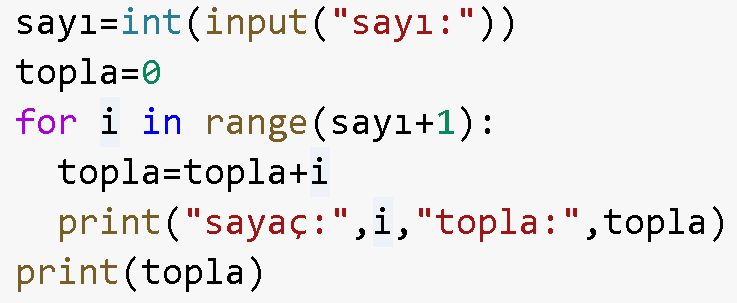 sayı=int(input("sayı:"))
topla=0
for i in range(sayı+1):
  topla=topla+i
  print("sayaç:",i,"topla:",topla)
print(topla)